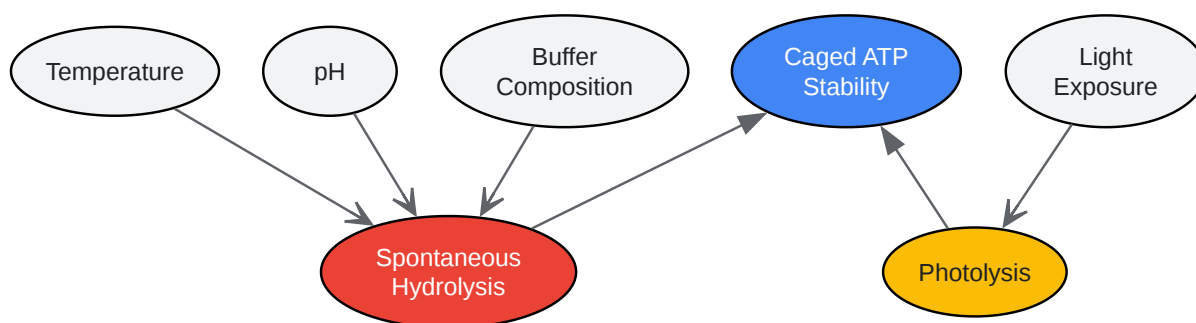 Temperature
pH
Buffer
Composition
Caged ATP
Stability
Light
Exposure
Spontaneous
Hydrolysis
Photolysis